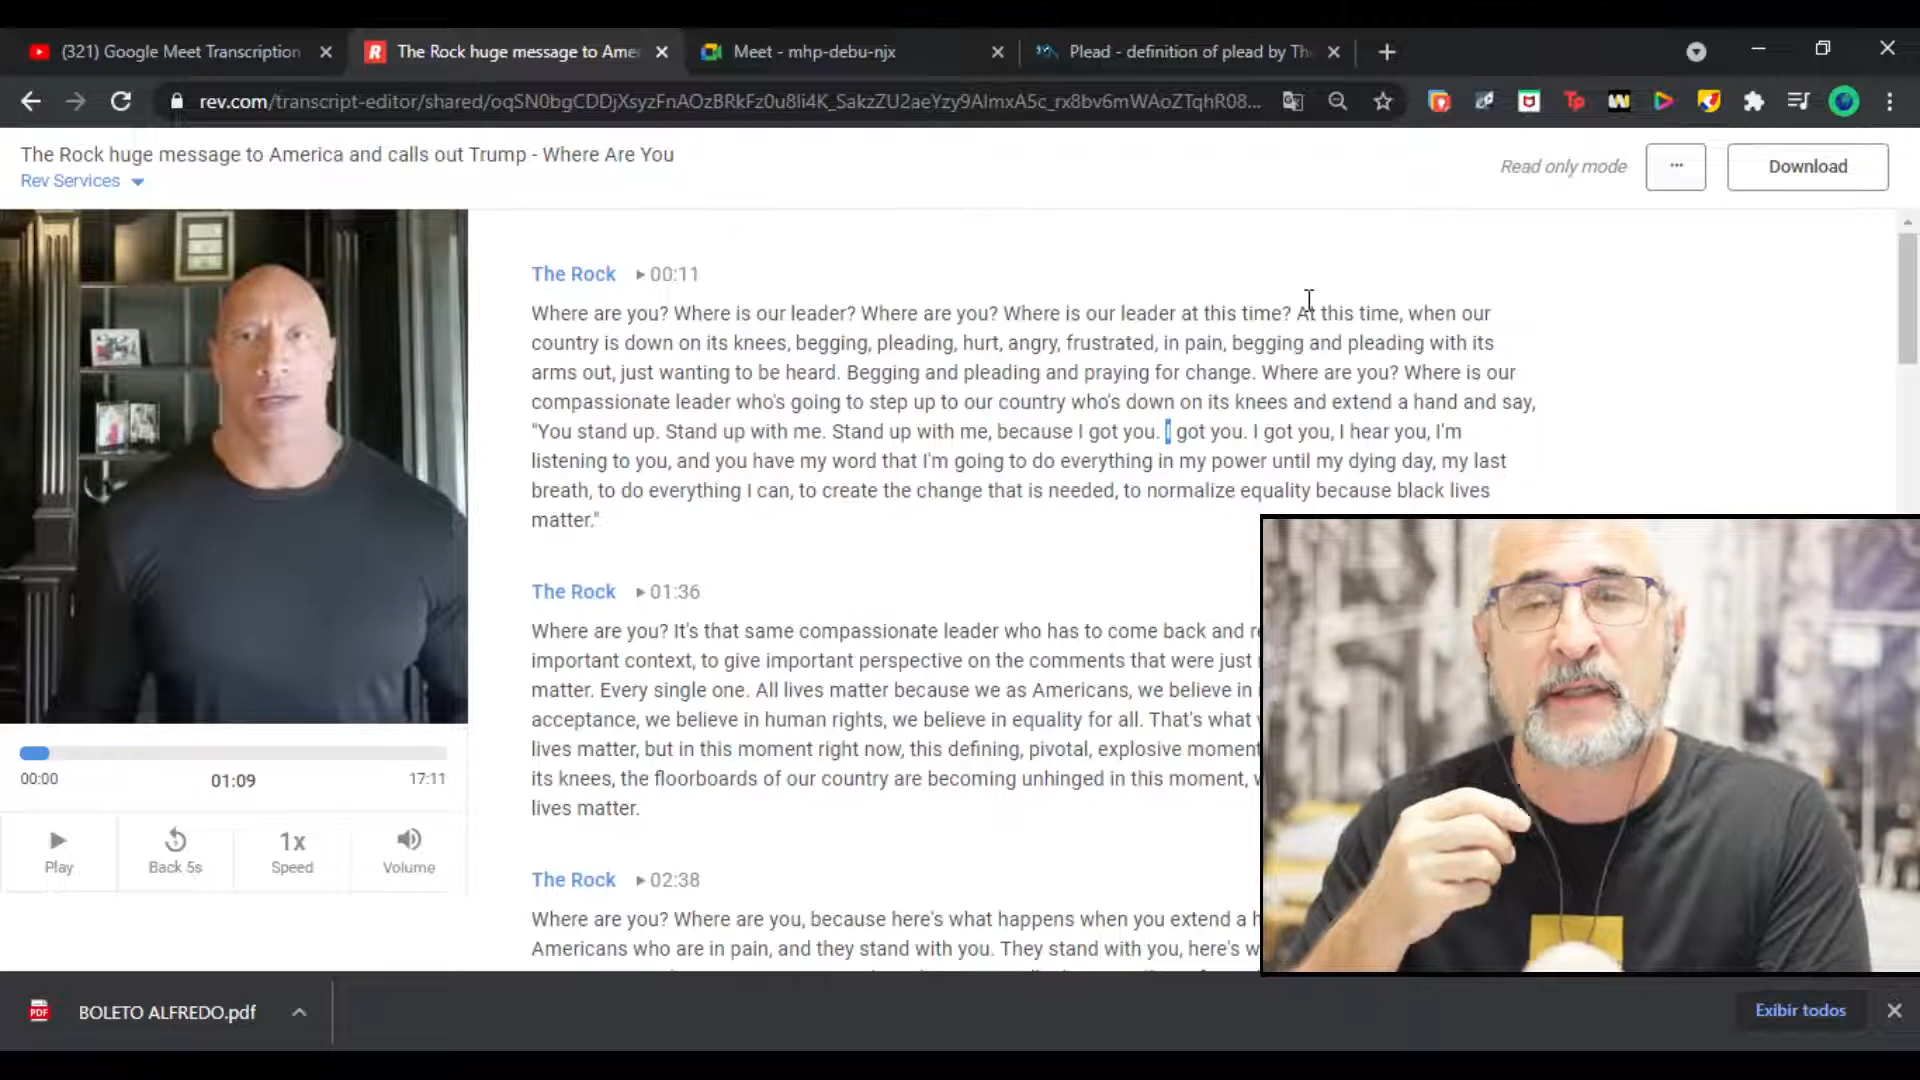 (321) Google Meet Transcription
The Rock huge message to Ame
Meet - mhp-debu-njx
Plead - definition of plead by Th
rev.com/transcript-editor/shared/oqSN0bgCDDjXsyzFnAOzBRkFz0u8li4K_SakzZU2aeYzy9AlmxA5c_rx8bv6mWAoZTqhR08...
The Rock huge message to America and calls out Trump - Where Are You
Rev Services
Read only mode
...
Download
The Rock 00:11
Where are you? Where is our leader? Where are you? Where is our leader at this time? At this time, when our
country is down on its knees, begging, pleading, hurt, angry, frustrated, in pain, begging and pleading with its
arms out, just wanting to be heard. Begging and pleading and praying for change. Where are you? Where is our
compassionate leader who's going to step up to our country who's down on its knees and extend a hand and say,
"You stand up. Stand up with me. Stand up with me, because I got you. I got you. I got you, I hear you, I'm
listening to you, and you have my word that I'm going to do everything in my power until my dying day, my last
breath, to do everything I can, to create the change that is needed, to normalize equality because black lives
matter."
The Rock 01:36
Where are you? It's that same compassionate leader who has to come back and
important context, to give important perspective on the comments that were just
matter. Every single one. All lives matter because we as Americans, we believe in
acceptance, we believe in human rights, we believe in equality for all. That's what
lives matter, but in this moment right now, this defining, pivotal, explosive moment
its knees, the floorboards of our country are becoming unhinged in this moment,
lives matter.
The Rock 02:38
Where are you? Where are you, because here's what happens when you extend a
Americans who are in pain, and they stand with you. They stand with you, here's
00:00
01:09
17:11
1x
Play
Back 5s
Speed
Volume
PDF
BOLETO ALFREDO.pdf
Exibir todos